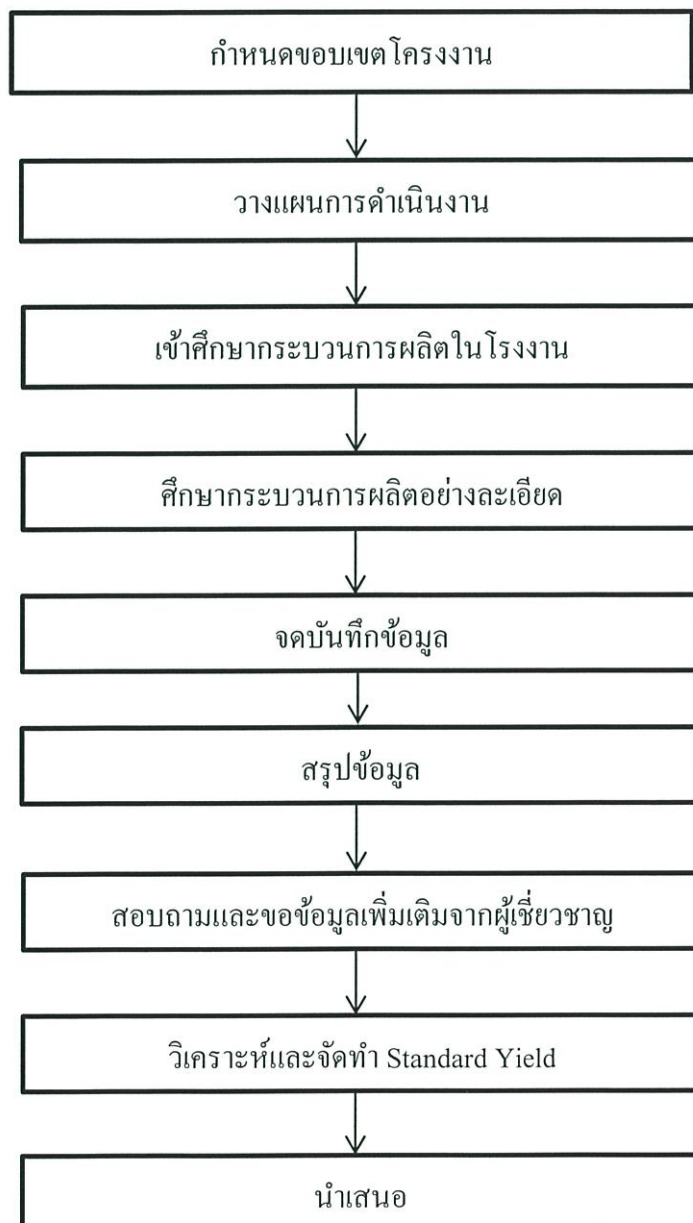 กำหนดขอบเขตโครงงาน
วางแผนการดำเนินงาน
เข้าศึกษากระบวนการผลิตในโรงงาน
ศึกษากระบวนการผลิตอย่างละเอียด
จดบันทึกข้อมูล
สรุปข้อมูล
สอบถามและขอข้อมูลเพิ่มเติมจากผู้เชี่ยวชาญ
วิเคราะห์และจัดทำ Standard Yield
นำเสนอ